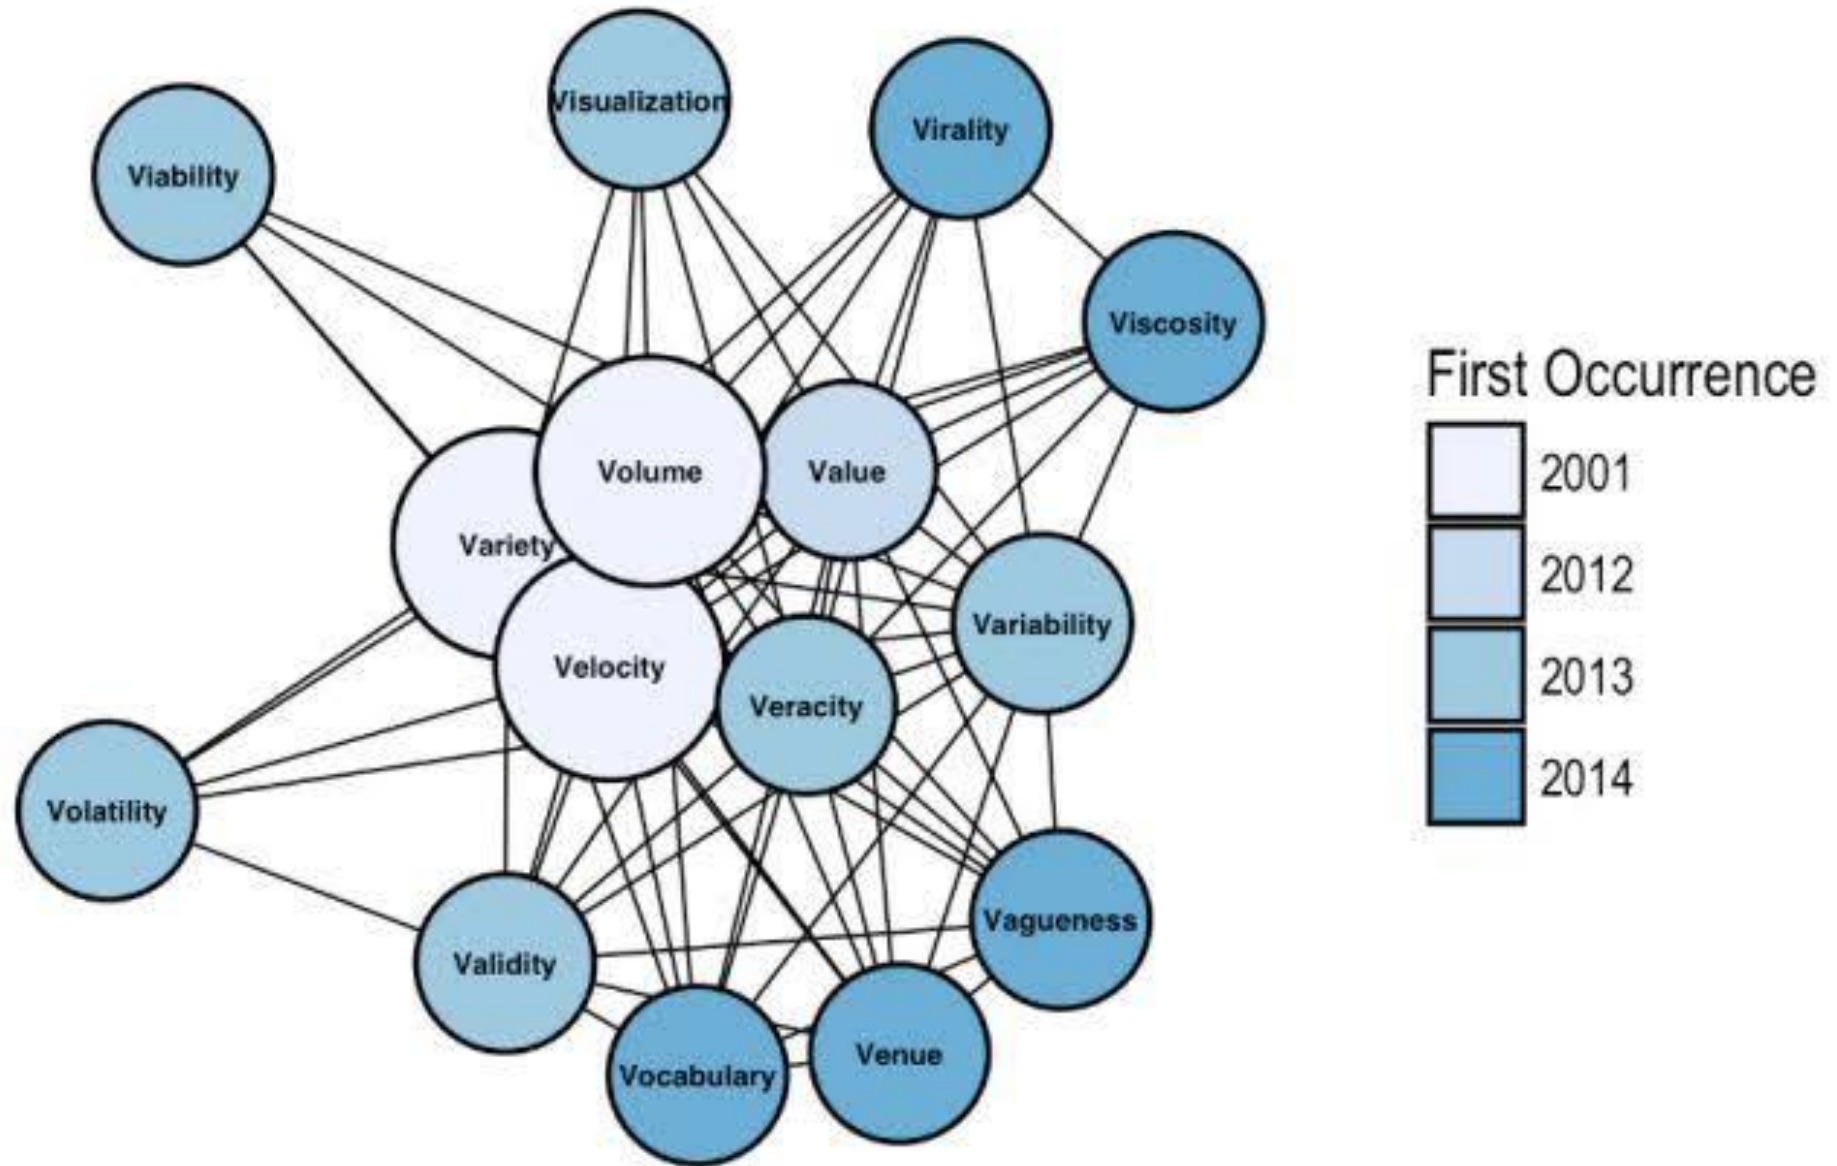 Visualization
Virality
Viability
Viscosity
Volume
Value
Variety
Variability
Velocity
Veracity
Volatility
Vagueness
Validity
Venue
Vocabulary
First Occurrence
2001
2012
2013
2014